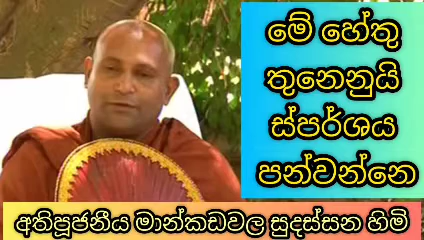 මේ හේතු
තුනෙනුයි
ස්පර්ශය
පන්වන්නෙ
අතිපූජනීය මාන්කඩවල සුදස්සන හිමි